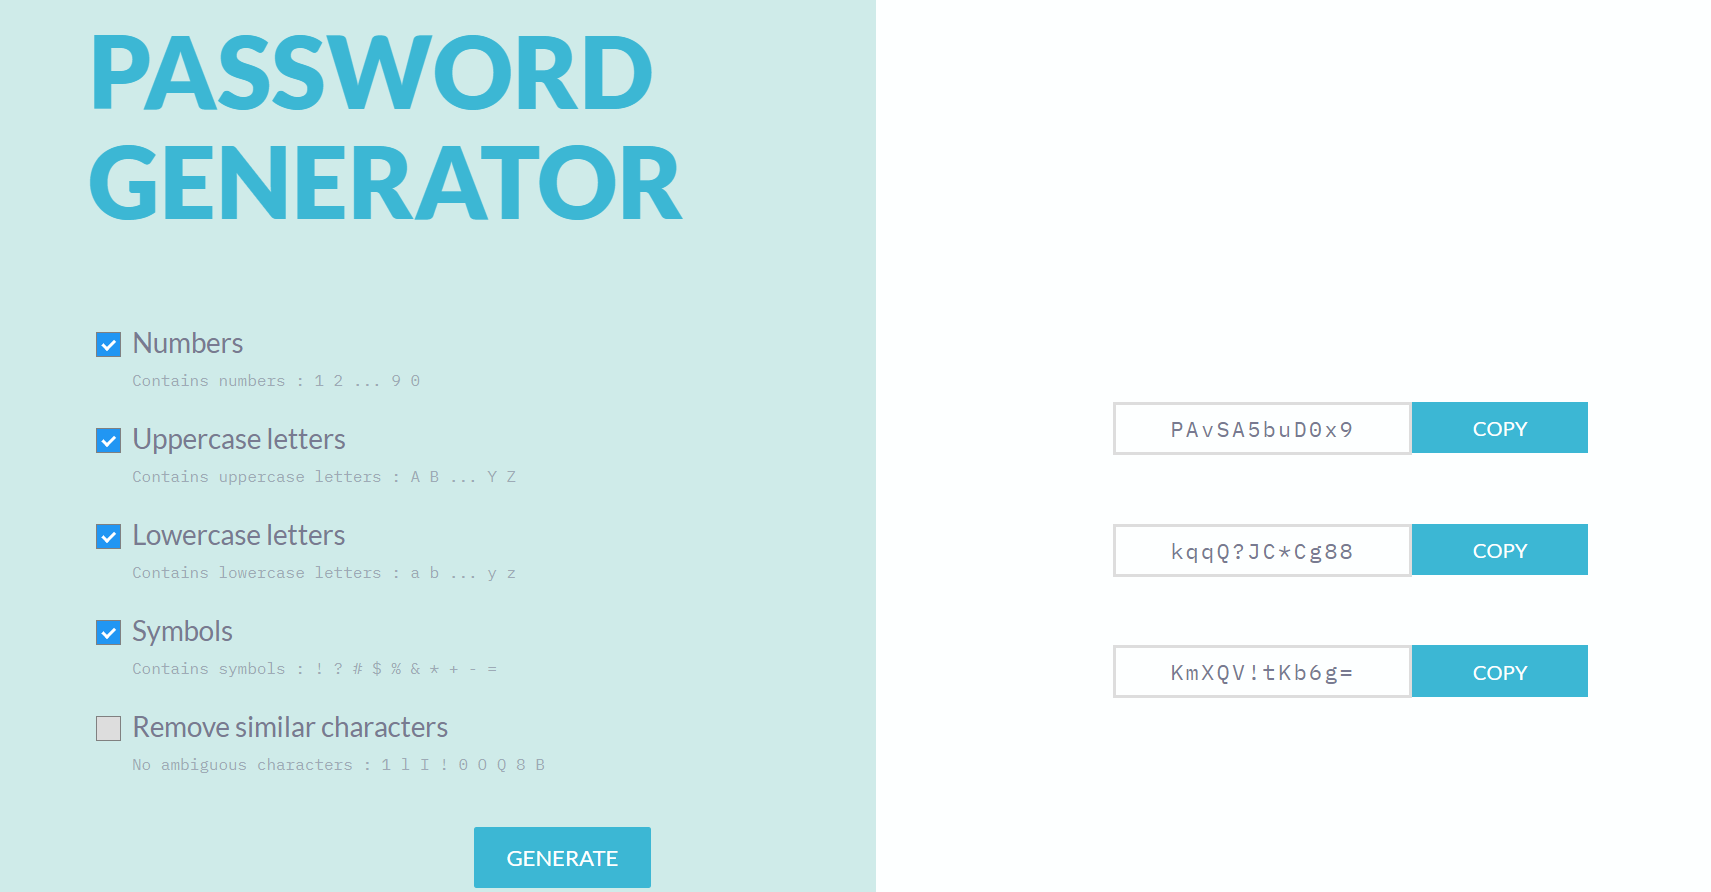 PASSWORD
GENERATOR
Numbers
Contains numbers : 1 2 ... 9 0
Uppercase letters
Contains uppercase letters : A B ... Y Z
Lowercase letters
Contains lowercase letters : a b ... y z
Symbols
Contains symbols : ! ? # $ % & * + - =
Remove similar characters
No ambiguous characters : 1 l I ! 0 O Q 8 B
GENERATE
PAvSA5buD0x9 COPY
kqqQ?JC*Cg88 COPY
KmXQV!tKb6g= COPY